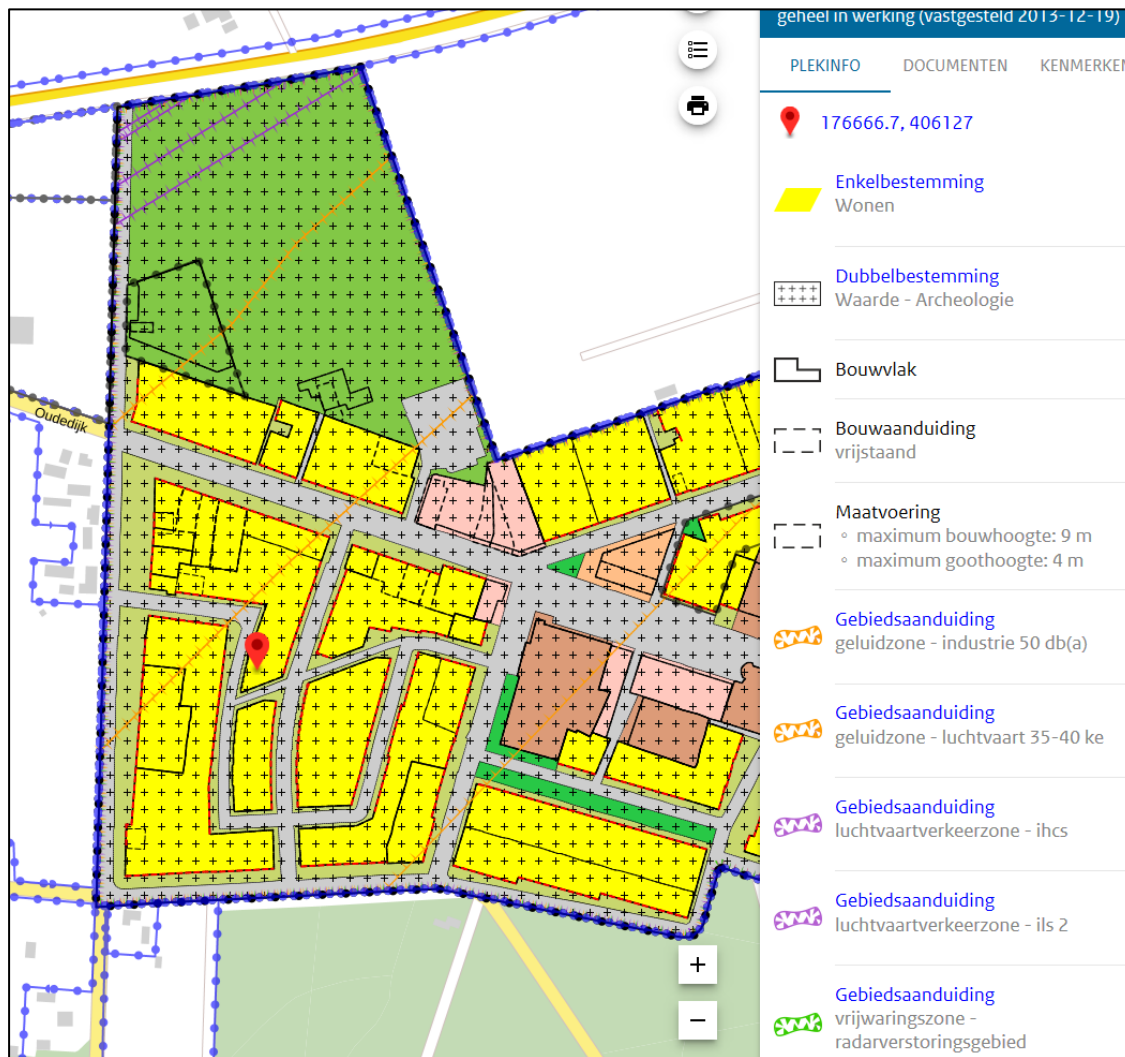 geheel in werking (vastgesteld 2013-12-19)
PLEKINFO DOCUMENTEN KENMERKEN
176666.7, 406127
Enkelbestemming
Wonen
Dubbelbestemming
Waarde - Archeologie
Bouwvlak
Bouwaanduiding
vrijstaand
Maatvoering
◦ maximum bouwhoogte: 9 m
◦ maximum goothoogte: 4 m
Gebiedsaanduiding
geluidzone - industrie 50 db(a)
Gebiedsaanduiding
geluidzone - luchtvaart 35-40 ke
Gebiedsaanduiding
luchtvaartverkeerzone - ihcs
Gebiedsaanduiding
luchtvaartverkeerzone - ils 2
Gebiedsaanduiding
vrijwaringszone -
radarverstoringsgebied
Oudedijk
+
−